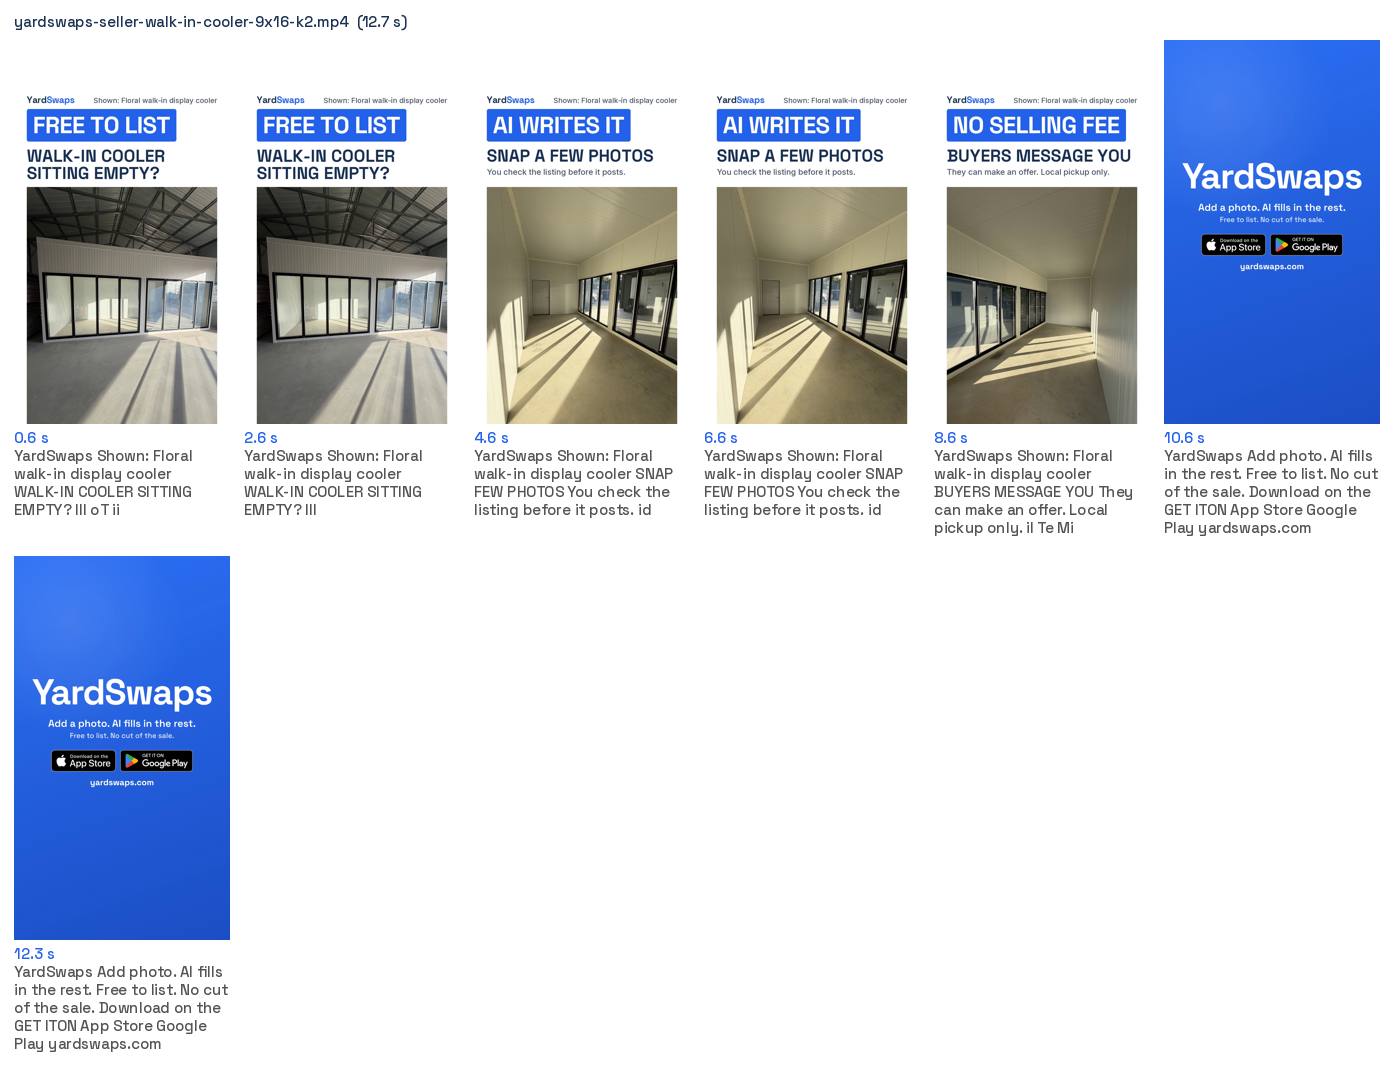 yardswaps-seller-walk-in-cooler-9x16-k2.mp4 (12.7 s)
YardSwaps Shown: Floral walk-in display cooler
FREE TO LIST
WALK-IN COOLER
SITTING EMPTY?
0.6 s
YardSwaps Shown: Floral
walk-in display cooler
WALK-IN COOLER SITTING
EMPTY? III oT ii
YardSwaps Shown: Floral walk-in display cooler
FREE TO LIST
WALK-IN COOLER
SITTING EMPTY?
2.6 s
YardSwaps Shown: Floral
walk-in display cooler
WALK-IN COOLER SITTING
EMPTY? III
YardSwaps Shown: Floral walk-in display cooler
AI WRITES IT
SNAP A FEW PHOTOS
You check the listing before it posts.
4.6 s
YardSwaps Shown: Floral
walk-in display cooler SNAP
FEW PHOTOS You check the
listing before it posts. id
YardSwaps Shown: Floral walk-in display cooler
AI WRITES IT
SNAP A FEW PHOTOS
You check the listing before it posts.
6.6 s
YardSwaps Shown: Floral
walk-in display cooler SNAP
FEW PHOTOS You check the
listing before it posts. id
YardSwaps Shown: Floral walk-in display cooler
NO SELLING FEE
BUYERS MESSAGE YOU
They can make an offer. Local pickup only.
8.6 s
YardSwaps Shown: Floral
walk-in display cooler
BUYERS MESSAGE YOU They
can make an offer. Local
pickup only. il Te Mi
YardSwaps
Add a photo. AI fills in the rest.
Free to list. No cut of the sale.
Download on the App Store GET IT ON Google Play
yardswaps.com
10.6 s
YardSwaps Add photo. AI fills
in the rest. Free to list. No cut
of the sale. Download on the
GET ITON App Store Google
Play yardswaps.com
YardSwaps
Add a photo. AI fills in the rest.
Free to list. No cut of the sale.
Download on the App Store GET IT ON Google Play
yardswaps.com
12.3 s
YardSwaps Add photo. AI fills
in the rest. Free to list. No cut
of the sale. Download on the
GET ITON App Store Google
Play yardswaps.com